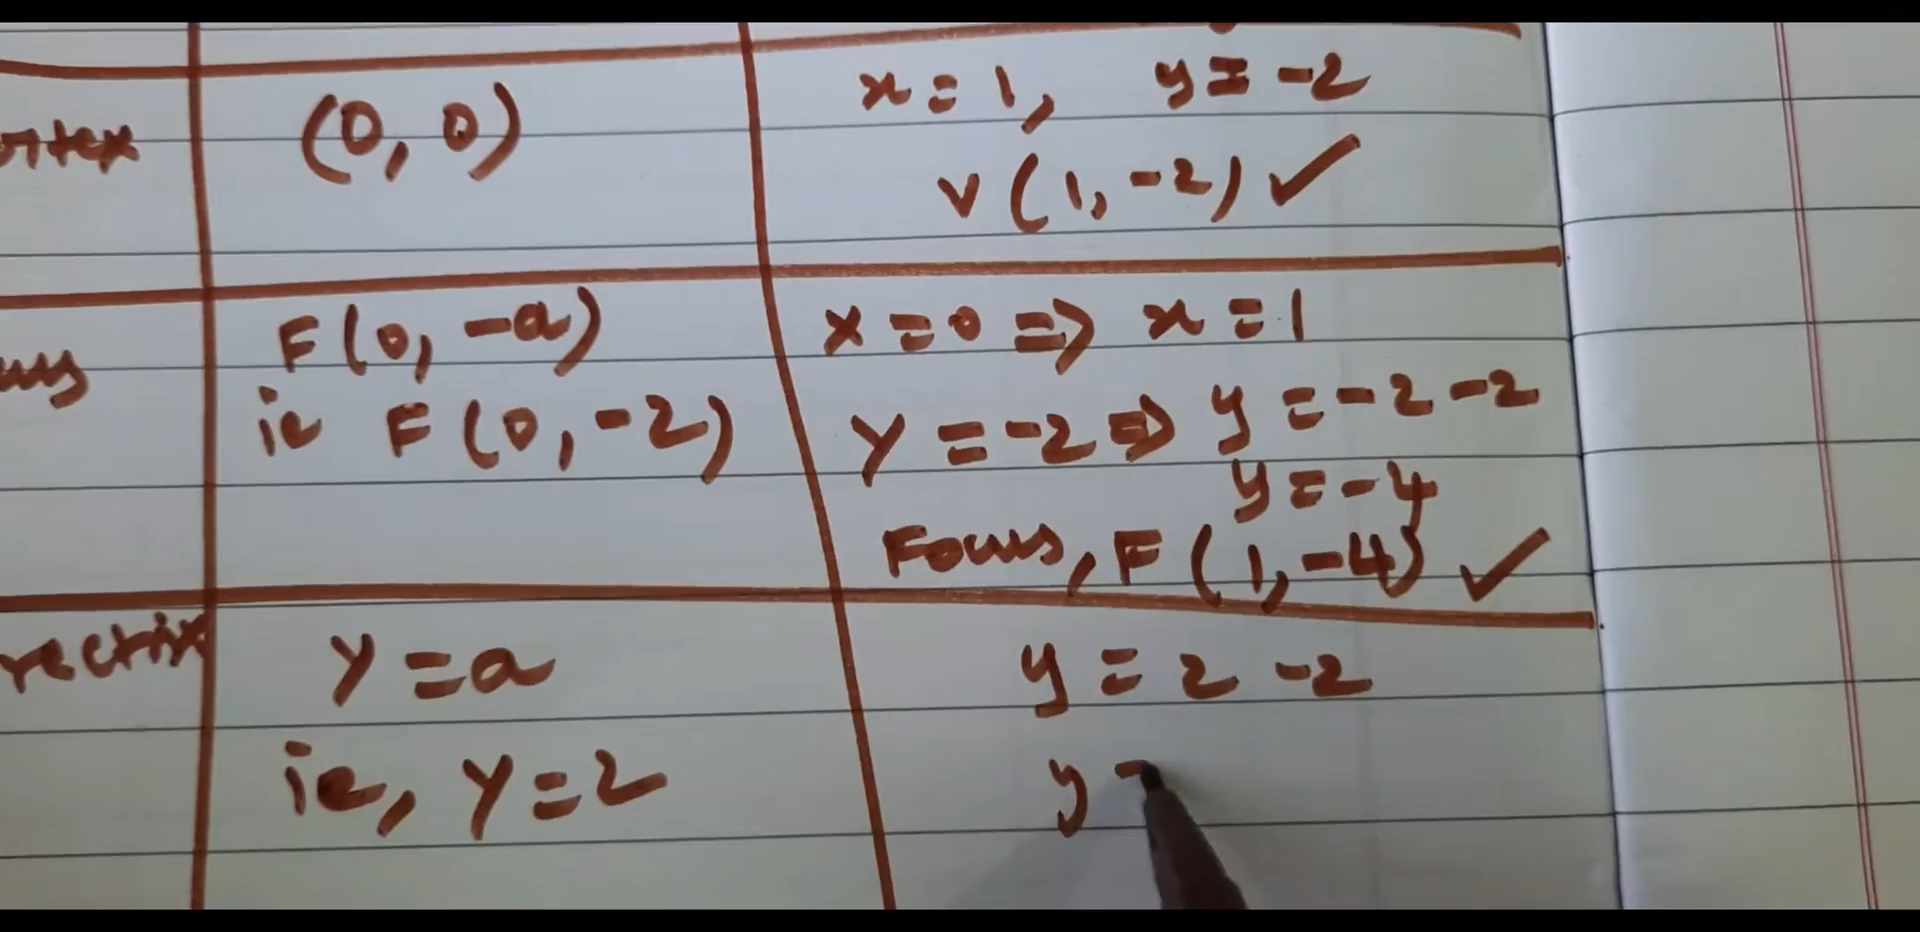 (0, 0)
x = 1, y = -2
V (1, -2) ✓
F(0, -a)
ie F(0, -2)
X = 0 => x = 1
Y = -2 => y = -2 -2
y = -4
Focus, F (1, -4) ✓
Y = a
ie, Y = 2
y = 2 -2
y